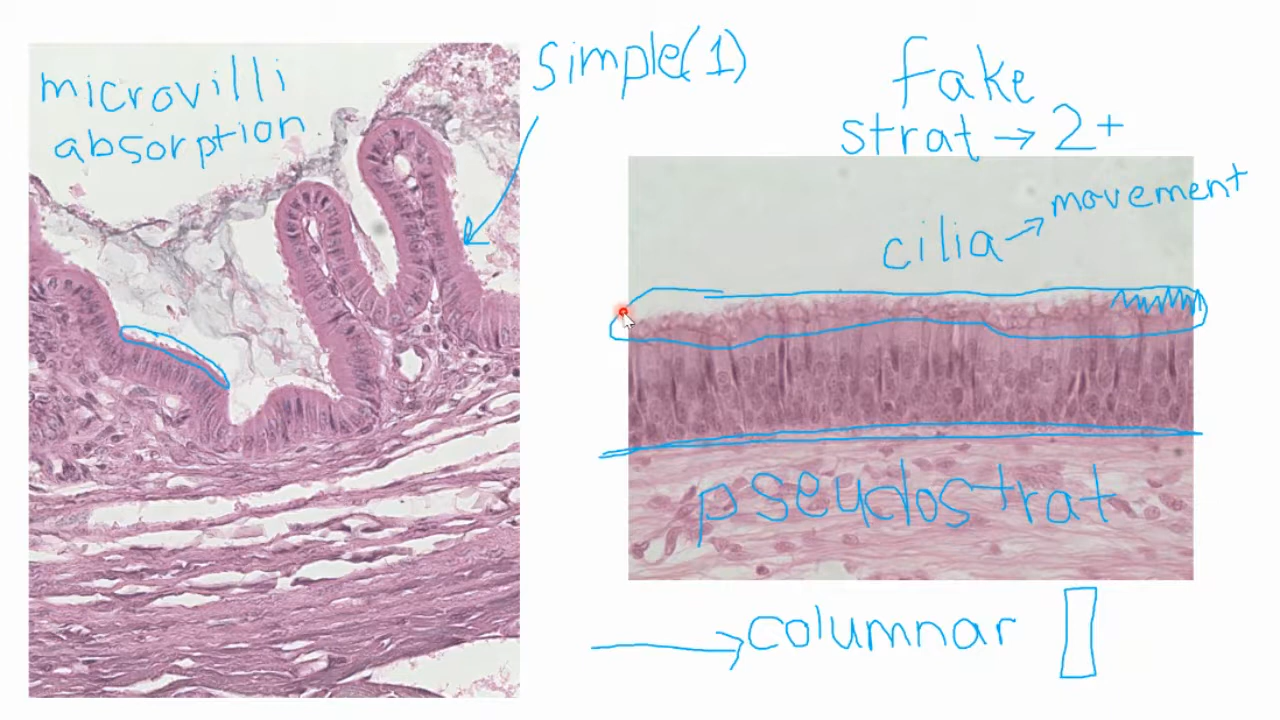 microvilli
absorption
simple(1)
fake
strat → 2+
cilia → movement
pseudostrat
→ columnar